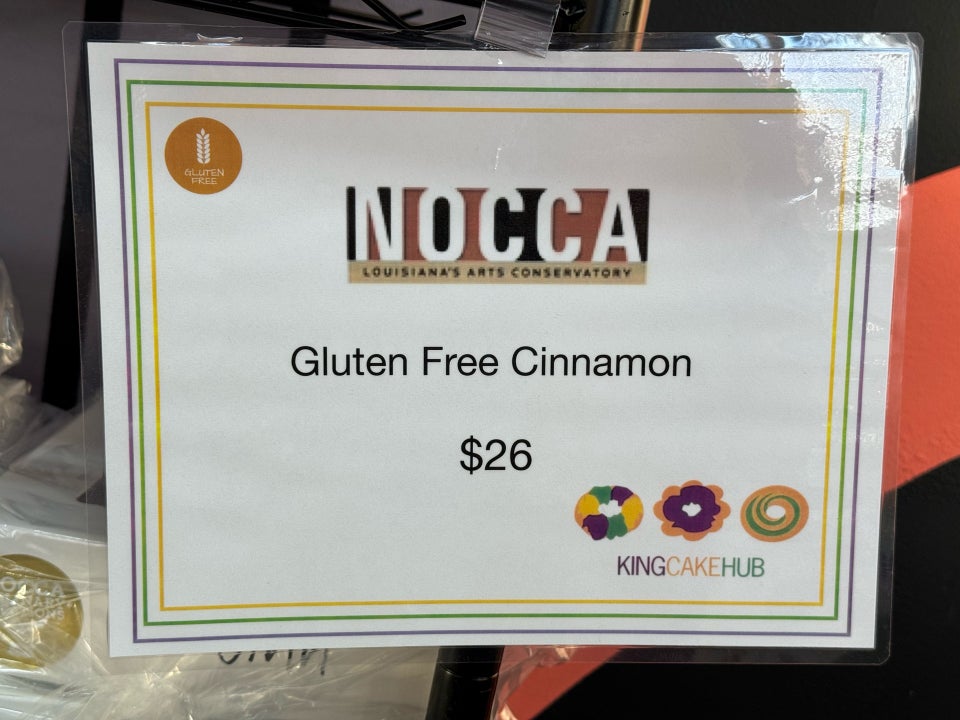 GLUTEN
FREE
NOCCA
LOUISIANA'S ARTS CONSERVATORY
Gluten Free Cinnamon
$26
KINGCAKEHUB